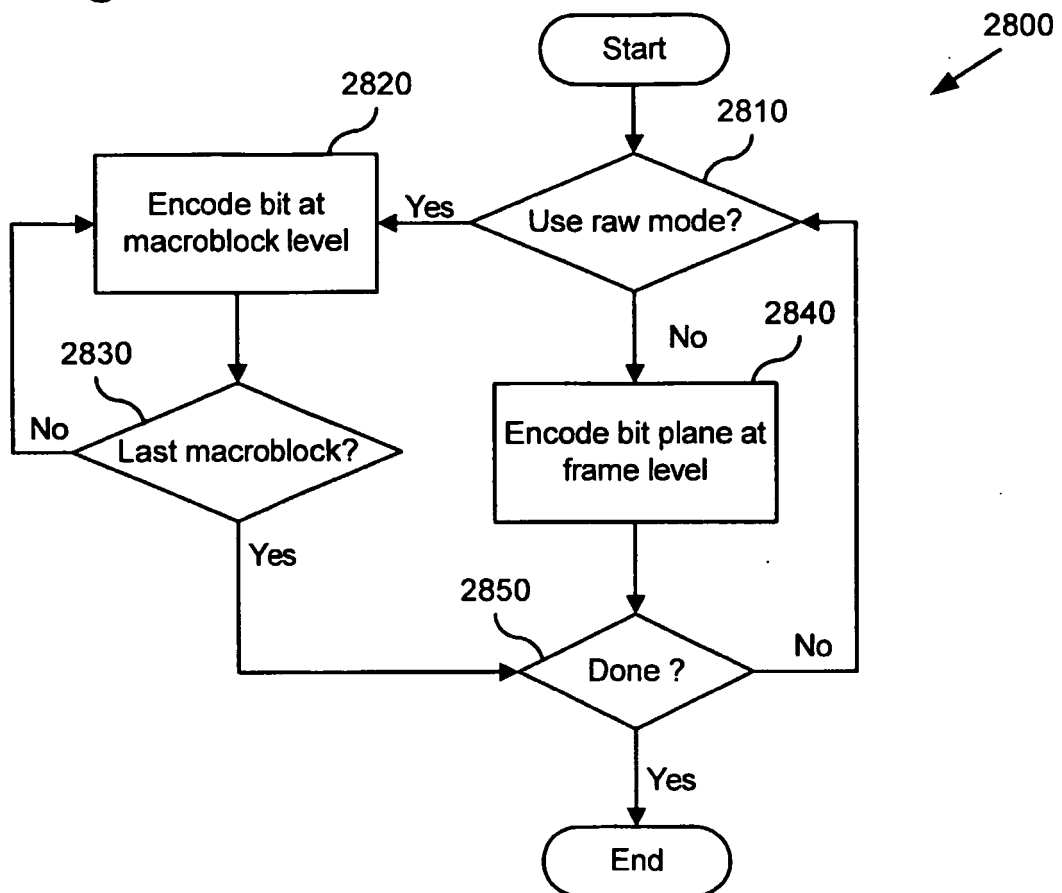 2800
Start
2820
2810
Encode bit at
macroblock level
Yes
Use raw mode?
2840
No
2830
No
Last macroblock?
Encode bit plane at
frame level
Yes
2850
Done ?
No
Yes
End